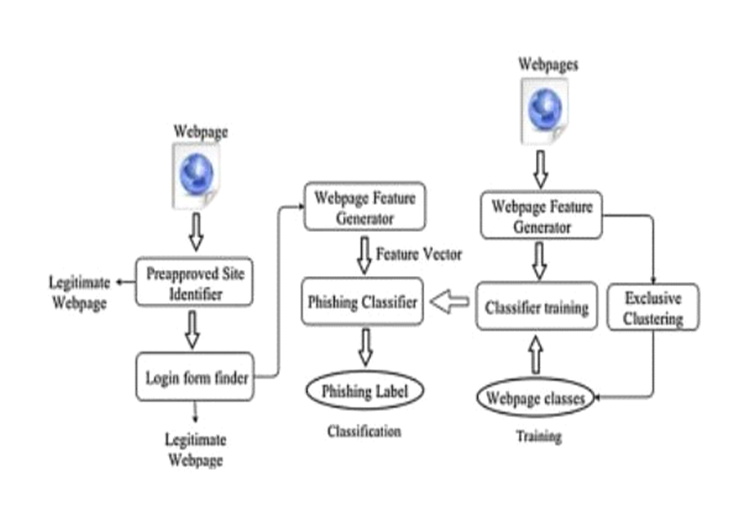 Webpages
Webpage
Webpage Feature
Generator
Webpage Feature
Generator
Feature Vector
Preapproved Site
Identifier
Legitimate
Webpage
Phishing Classifier
Classifier training
Exclusive
Clustering
Login form finder
Phishing Label
Webpage classes
Classification
Training
Legitimate
Webpage